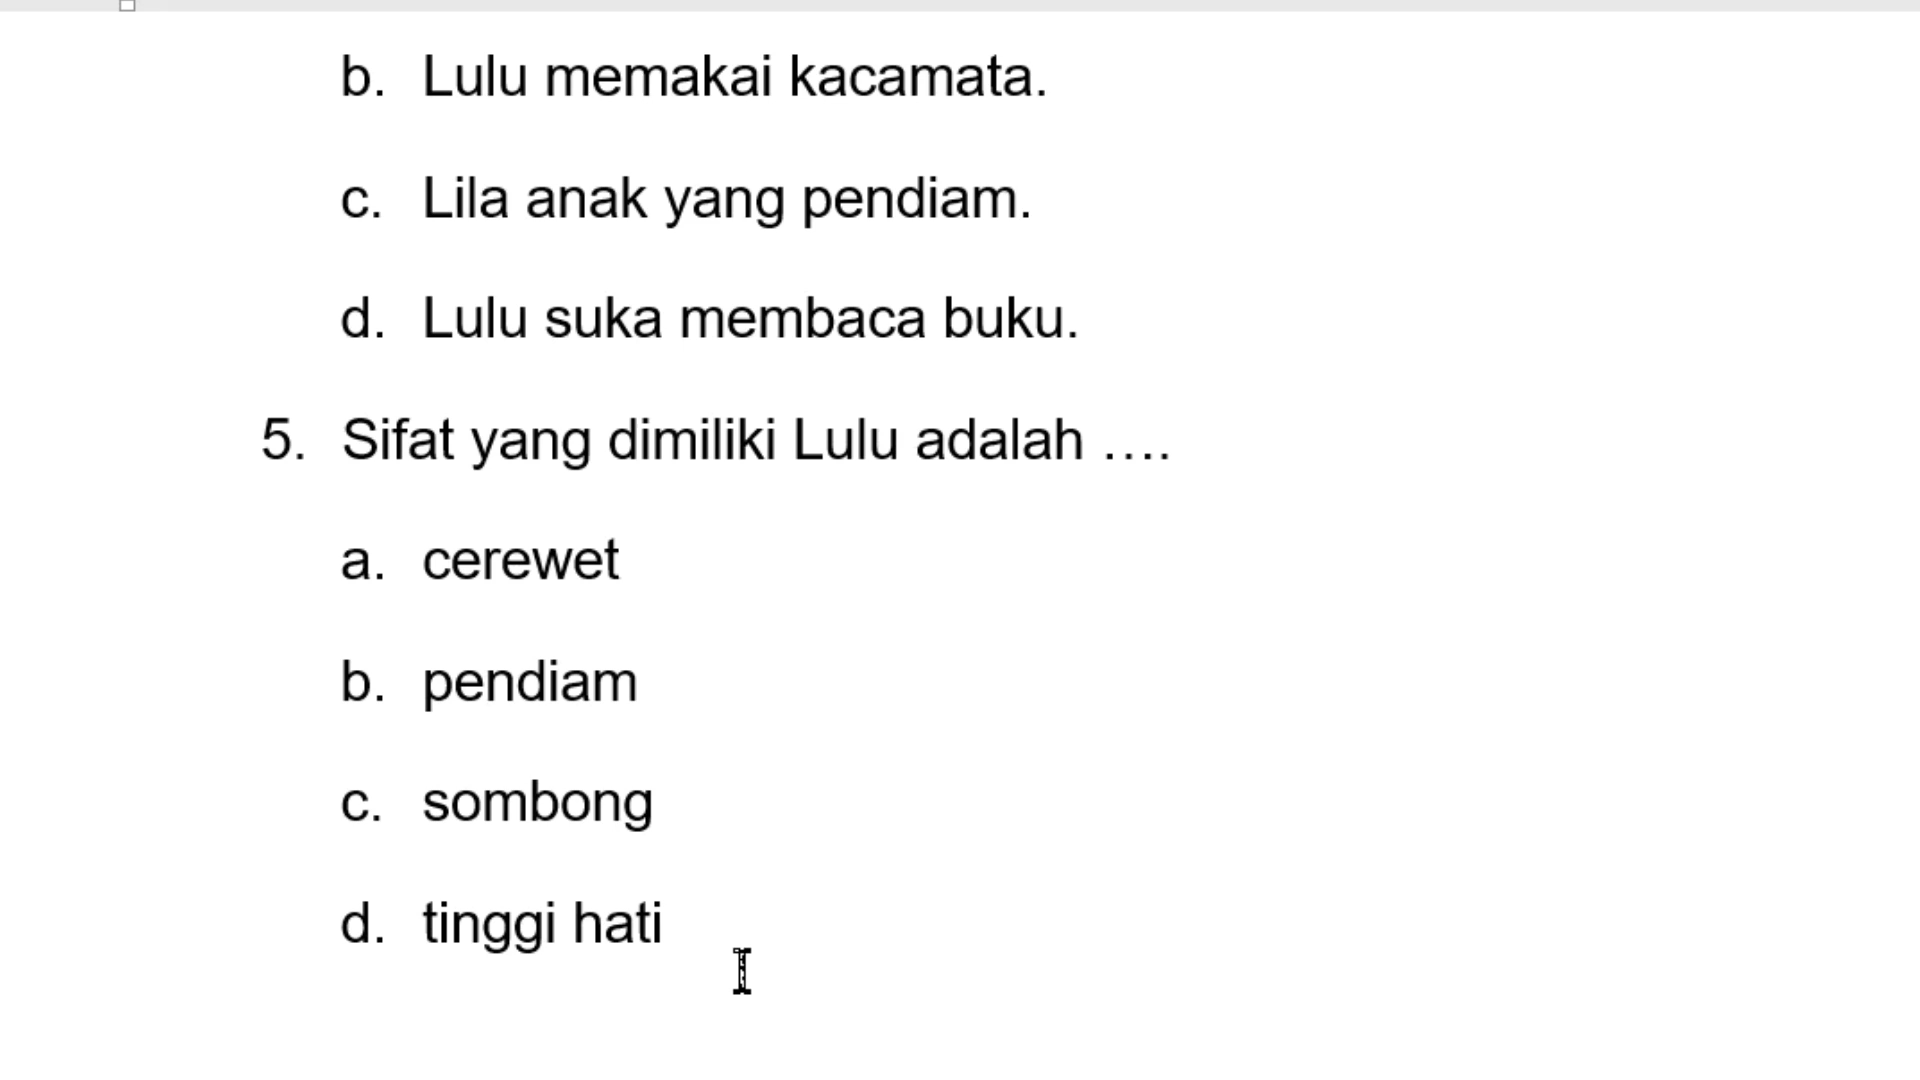 b. Lulu memakai kacamata.
c. Lila anak yang pendiam.
d. Lulu suka membaca buku.
5. Sifat yang dimiliki Lulu adalah ….
a. cerewet
b. pendiam
c. sombong
d. tinggi hati